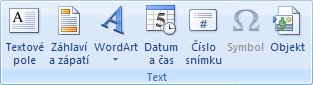 Textové pole
Záhlaví a zápatí
WordArt
Datum a čas
Číslo snímku
Symbol
Objekt
Text